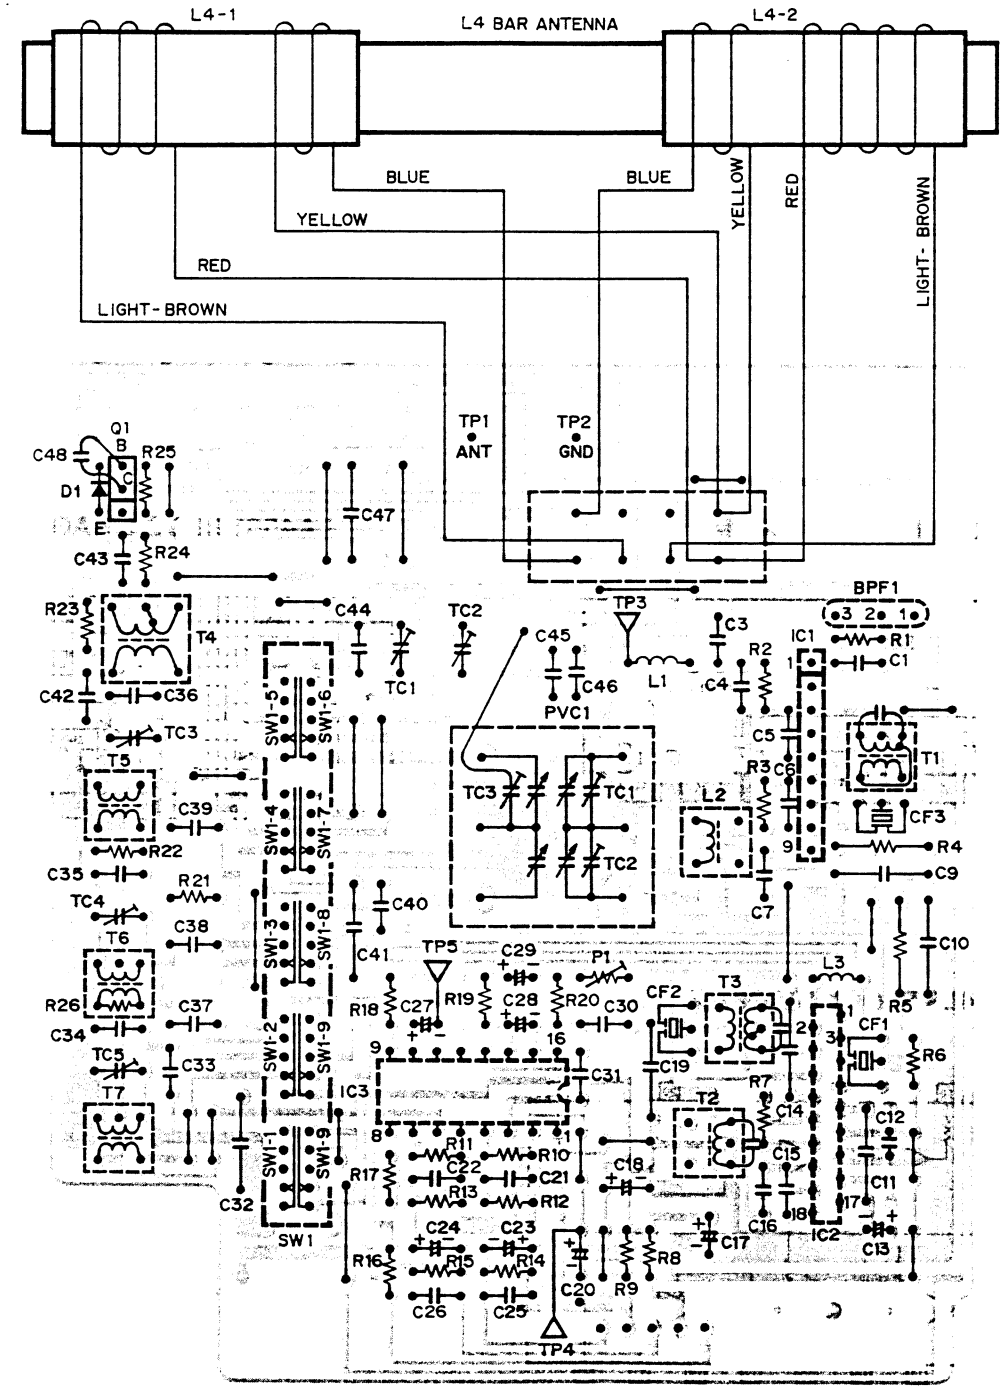 L4-1
L4 BAR ANTENNA
L4-2
BLUE
BLUE
YELLOW
YELLOW
RED
RED
LIGHT-BROWN
LIGHT-BROWN
TP1
ANT
TP2
GND
Q1
B
C
E
C48
D1
R25
C47
C43
R24
R23
T4
C44
TC2
TC1
C45
C46
TP3
L1
C3
R2
C4
IC1
BPF1
3 2 1
R1
C1
1
C42
C36
TC3
T5
C39
R22
C35
R21
TC4
C38
T6
R26
C34
C37
TC5
C33
T7
C32
SW1-5
SW1-6
SW1-4
SW1-7
SW1-3
SW1-8
SW1-2
SW1-9
SW1-1
SW1-9
SW1
PVC1
TC3
TC1
TC2
C5
R3
C6
L2
9
C7
T1
CF3
R4
C9
C10
R5
L3
C40
C41
TP5
C29
P1
R18
C27
R19
C28
R20
C30
CF2
T3
2
1
3
CF1
R6
9
16
IC3
C31
C19
R7
C14
T2
8
1
R11
R10
R17
C22
C21
R13
R12
C18
C15
C12
C11
C16
18
17
IC2
C13
C24
C23
R16
R15
R14
C26
C25
C20
R9
R8
C17
TP4